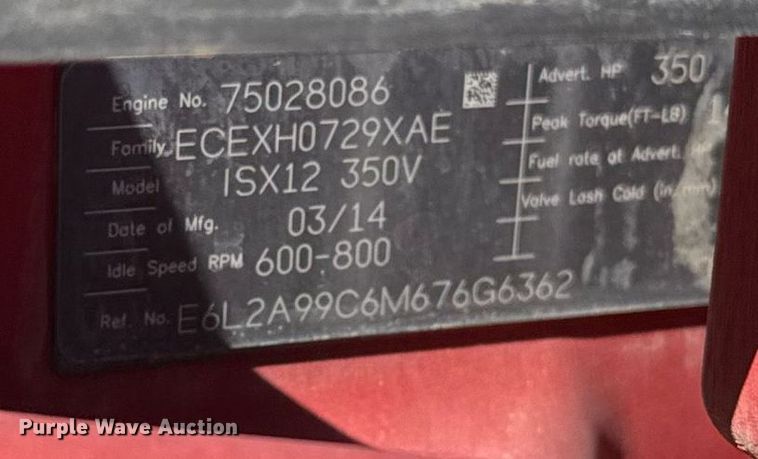 Engine No. 75028086
Family ECEXH0729XAE
Model ISX12 350V
Date of Mfg. 03/14
Idle Speed RPM 600-800
Ref. No. E6L2A99C6M676G6362
Advert. HP 350
Peak Torque(FT-LB)
Fuel rate at Advert.
Valve Lash Cold (in/mm)
Purple Wave Auction